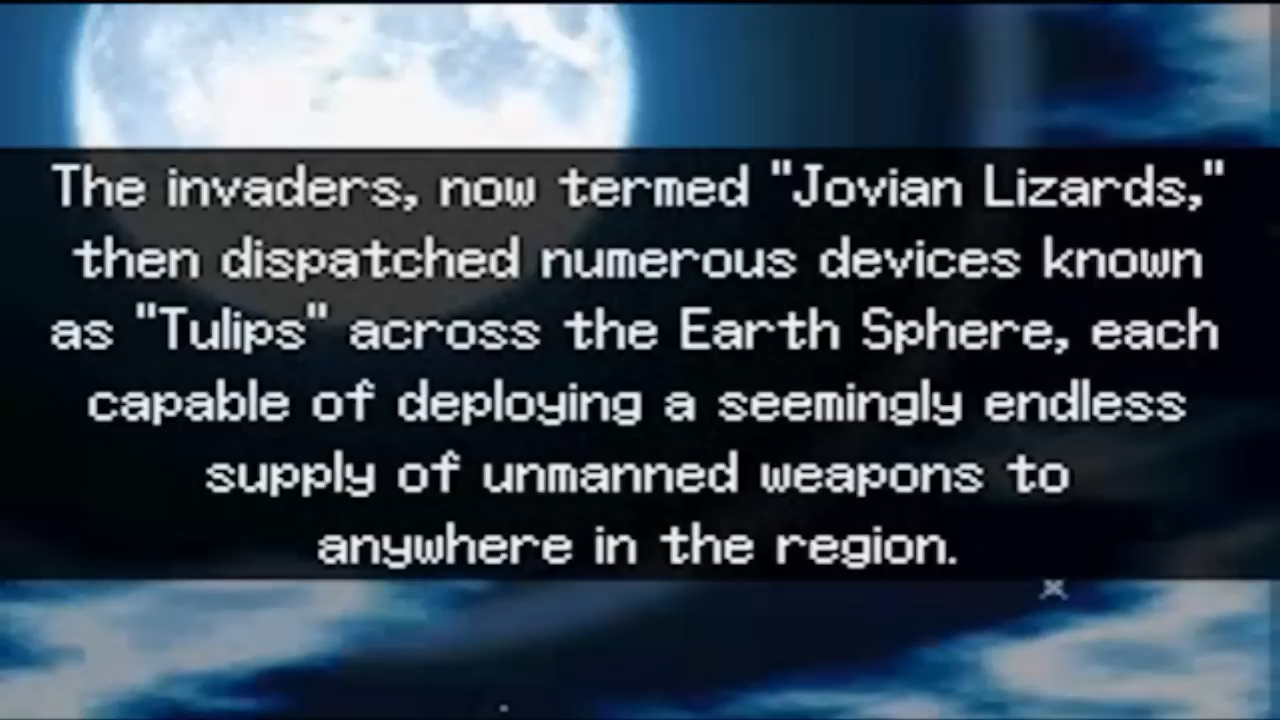 The invaders, now termed "Jovian Lizards,"
then dispatched numerous devices known
as "Tulips" across the Earth Sphere, each
capable of deploying a seemingly endless
supply of unmanned weapons to
anywhere in the region.